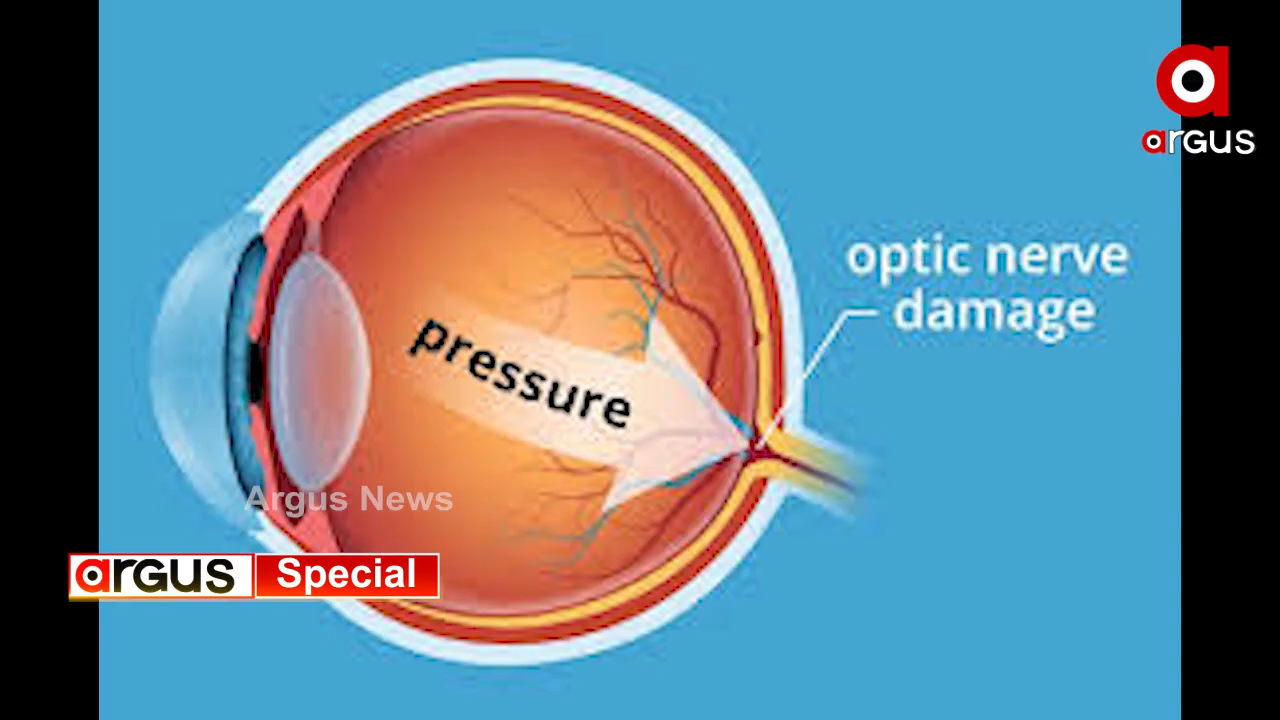 argus
optic nerve
damage
pressure
Argus News
argus Special